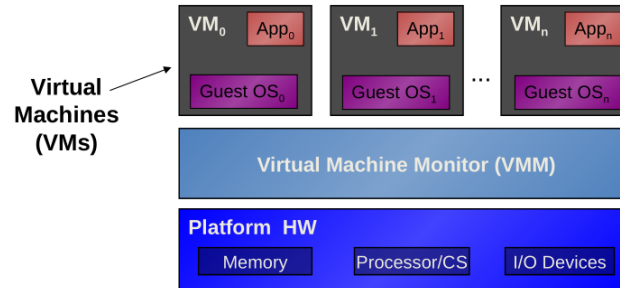 VM₀ App₀
VM₁ App₁
VMₙ Appₙ
Guest OS₀
Guest OS₁
...
Guest OSₙ
Virtual
Machines
(VMs)
Virtual Machine Monitor (VMM)
Platform HW
Memory
Processor/CS
I/O Devices